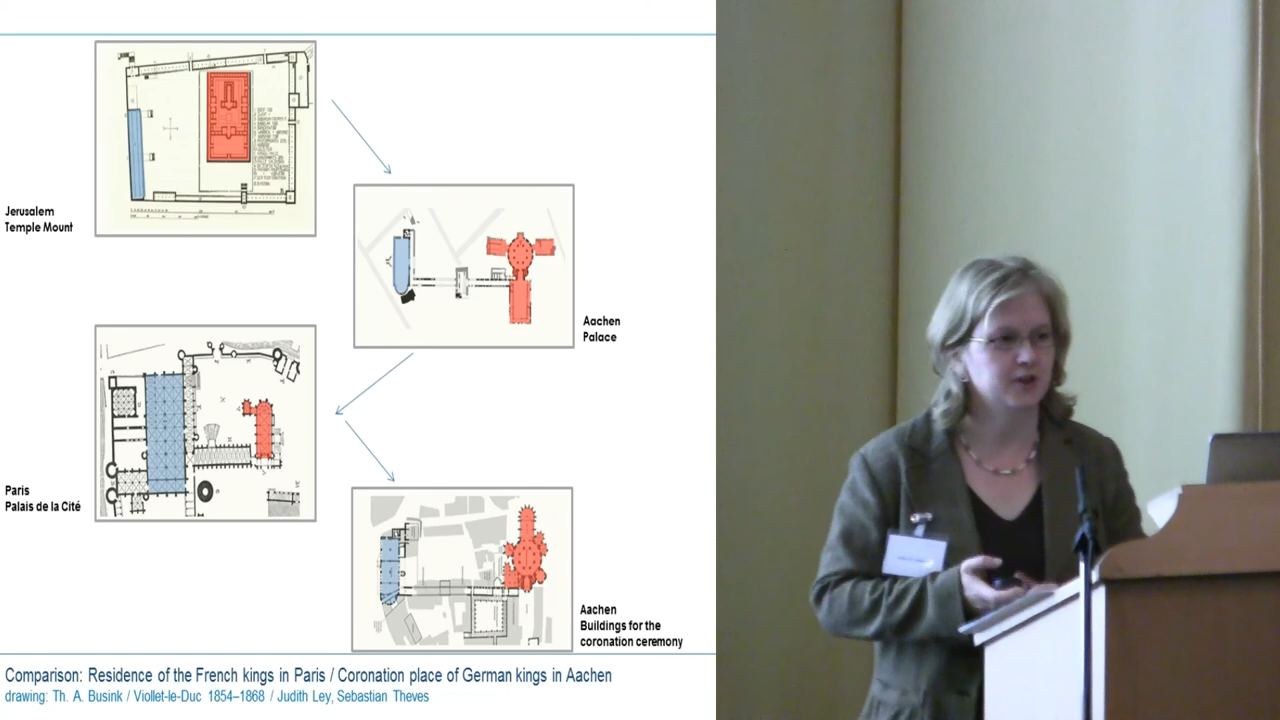 Jerusalem
Temple Mount
Aachen
Palace
Paris
Palais de la Cité
Aachen
Buildings for the
coronation ceremony
Comparison: Residence of the French kings in Paris / Coronation place of German kings in Aachen
drawing: Th. A. Busink / Viollet-le-Duc 1854–1868 / Judith Ley, Sebastian Theves